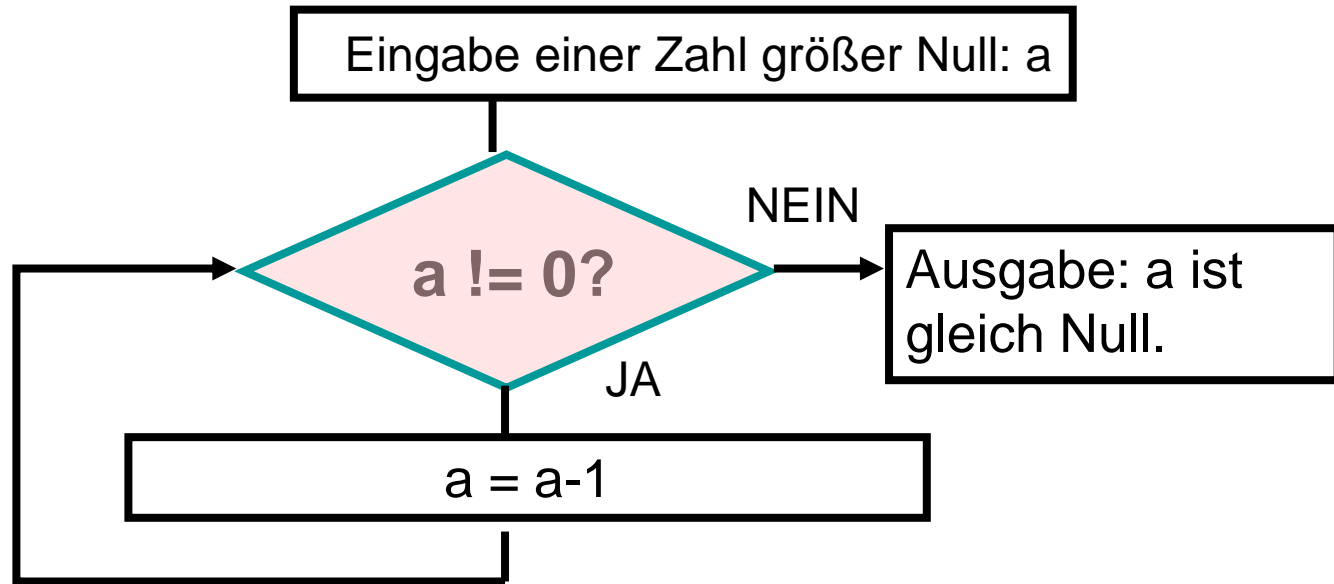 Eingabe einer Zahl größer Null: a
NEIN
a != 0?
Ausgabe: a ist
gleich Null.
JA
a = a-1